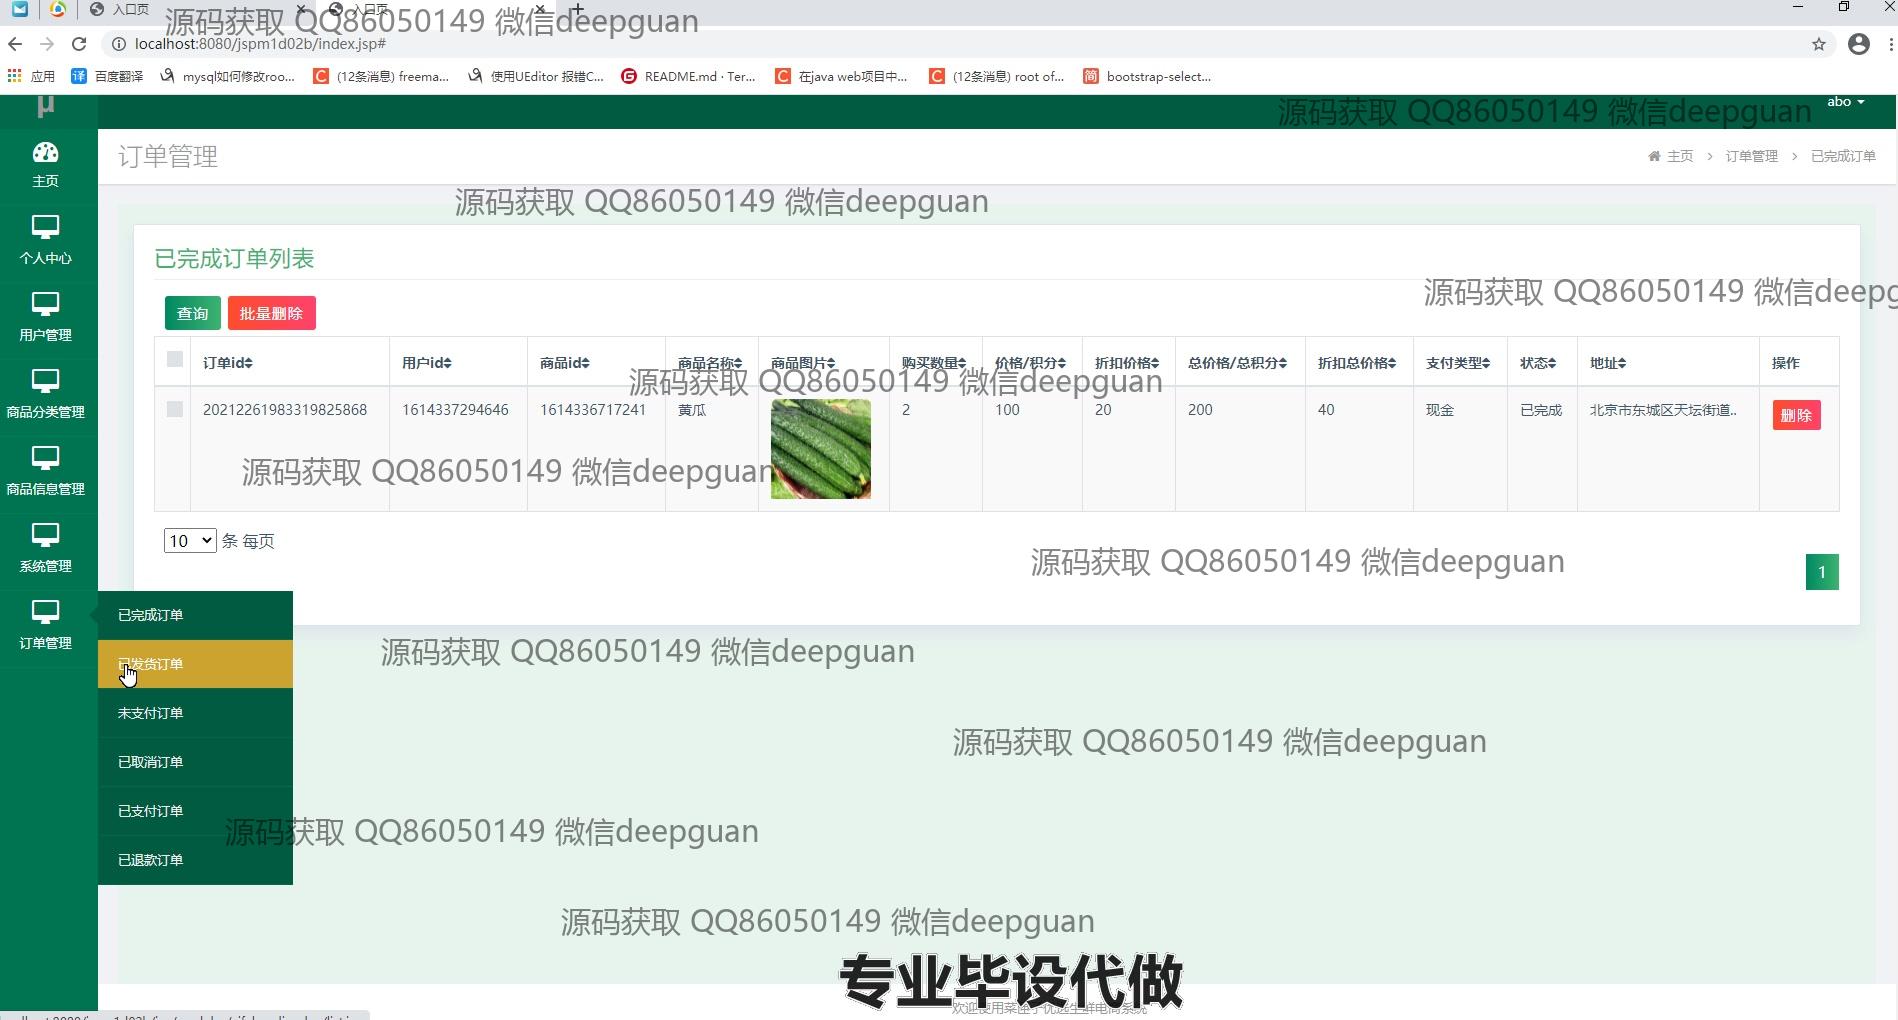 入口页
入口页
源码获取 QQ86050149 微信deepguan
localhost:8080/jspm1d02b/index.jsp#
应用
百度翻译
mysql如何修改roo...
(12条消息) freema...
使用UEditor 报错C...
README.md · Ter...
在java web项目中...
(12条消息) root of...
bootstrap-select...
μ
abo
源码获取 QQ86050149 微信deepguan
主页
订单管理
主页 > 订单管理 > 已完成订单
源码获取 QQ86050149 微信deepguan
个人中心
已完成订单列表
源码获取 QQ86050149 微信deepg
查询
批量删除
用户管理
订单id 用户id 商品id 商品名称 商品图片 购买数量 价格/积分 折扣价格 总价格/总积分 折扣总价格 支付类型 状态 地址 操作
源码获取 QQ86050149 微信deepguan
20212261983319825868 1614337294646 1614336717241 黄瓜 2 100 20 200 40 现金 已完成 北京市东城区天坛街道.. 删除
商品分类管理
源码获取 QQ86050149 微信deepguan
商品信息管理
10 条 每页
源码获取 QQ86050149 微信deepguan
1
系统管理
订单管理
已完成订单
已发货订单
未支付订单
已取消订单
已支付订单
已退款订单
源码获取 QQ86050149 微信deepguan
源码获取 QQ86050149 微信deepguan
源码获取 QQ86050149 微信deepguan
源码获取 QQ86050149 微信deepguan
专业毕设代做